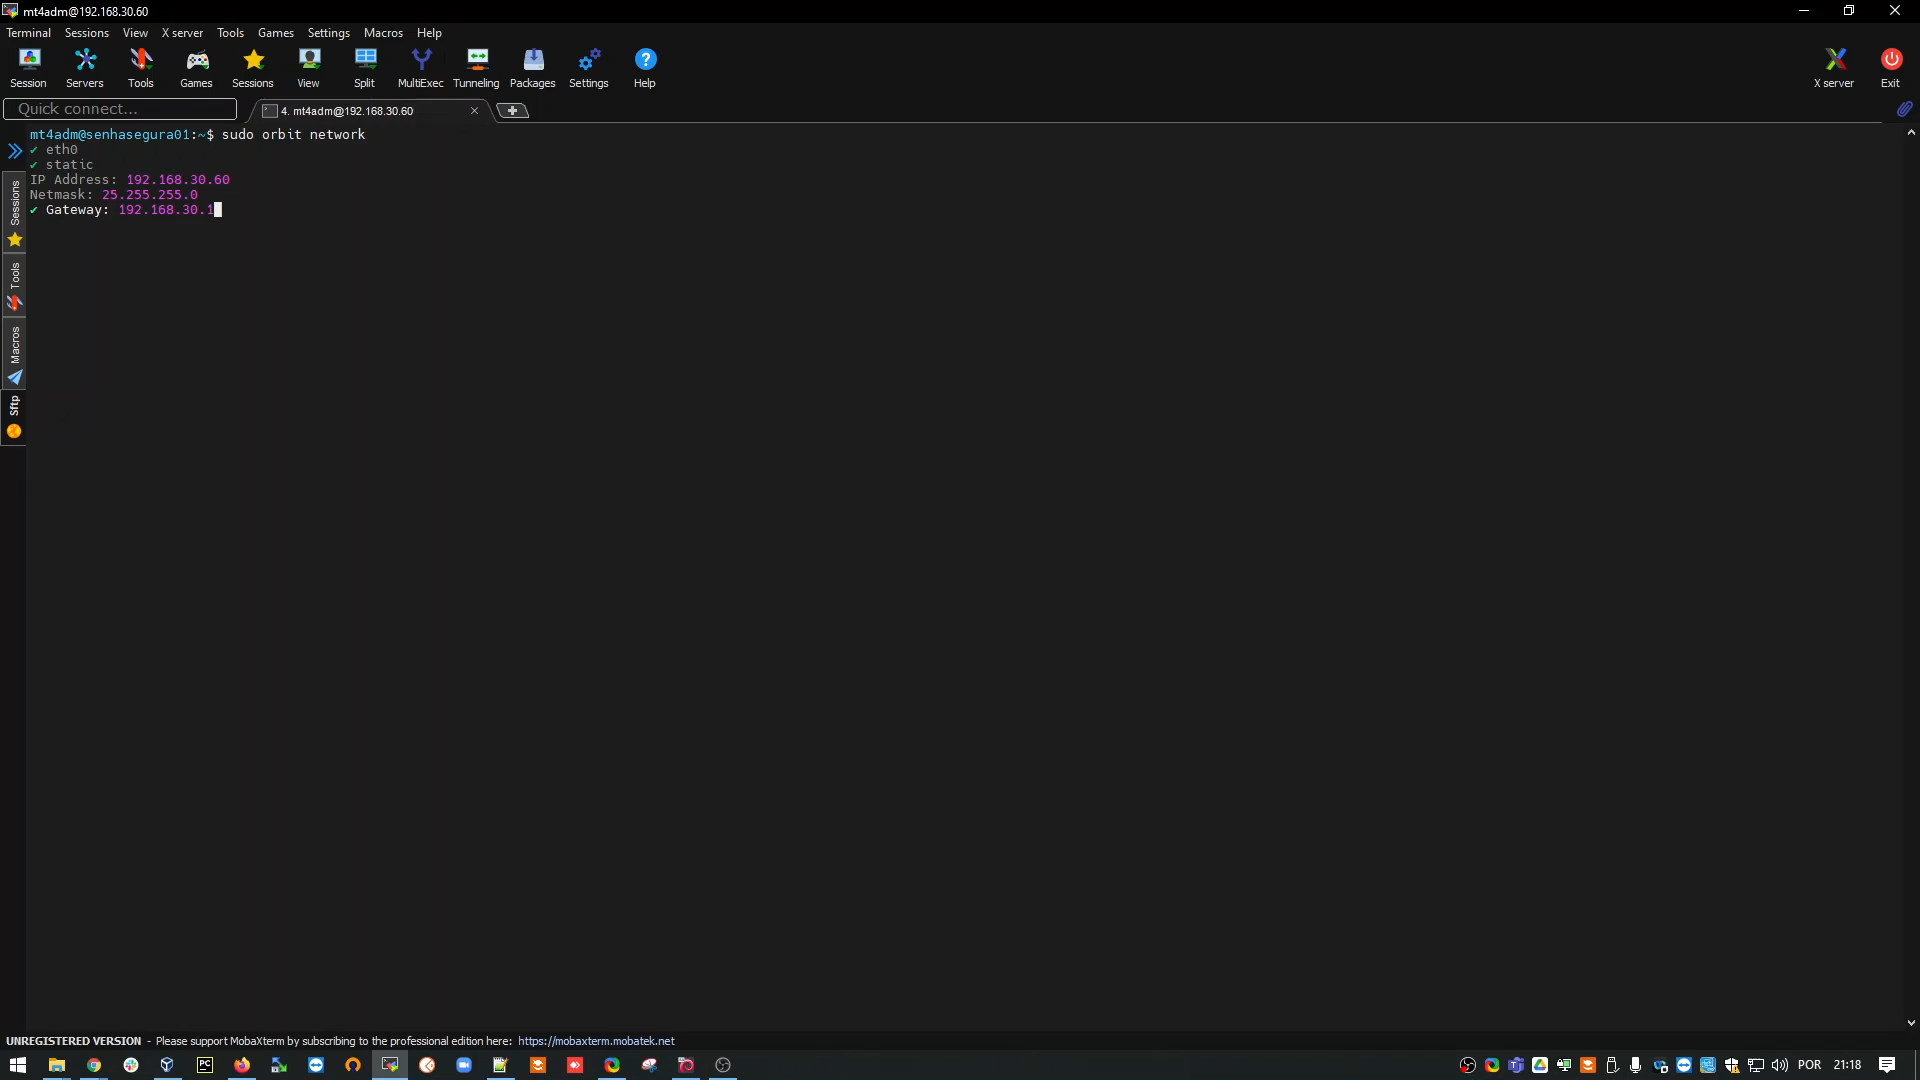 mt4adm@192.168.30.60
Terminal Sessions View X server Tools Games Settings Macros Help
Session Servers Tools Games Sessions View Split MultiExec Tunneling Packages Settings Help X server Exit
Quick connect...
4. mt4adm@192.168.30.60
mt4adm@senhasegura01:~$ sudo orbit network
✔ eth0
✔ static
IP Address: 192.168.30.60
Netmask: 25.255.255.0
✔ Gateway: 192.168.30.1
Sessions
Tools
Macros
Sftp
UNREGISTERED VERSION - Please support MobaXterm by subscribing to the professional edition here: https://mobaxterm.mobatek.net
PC
POR 21:18